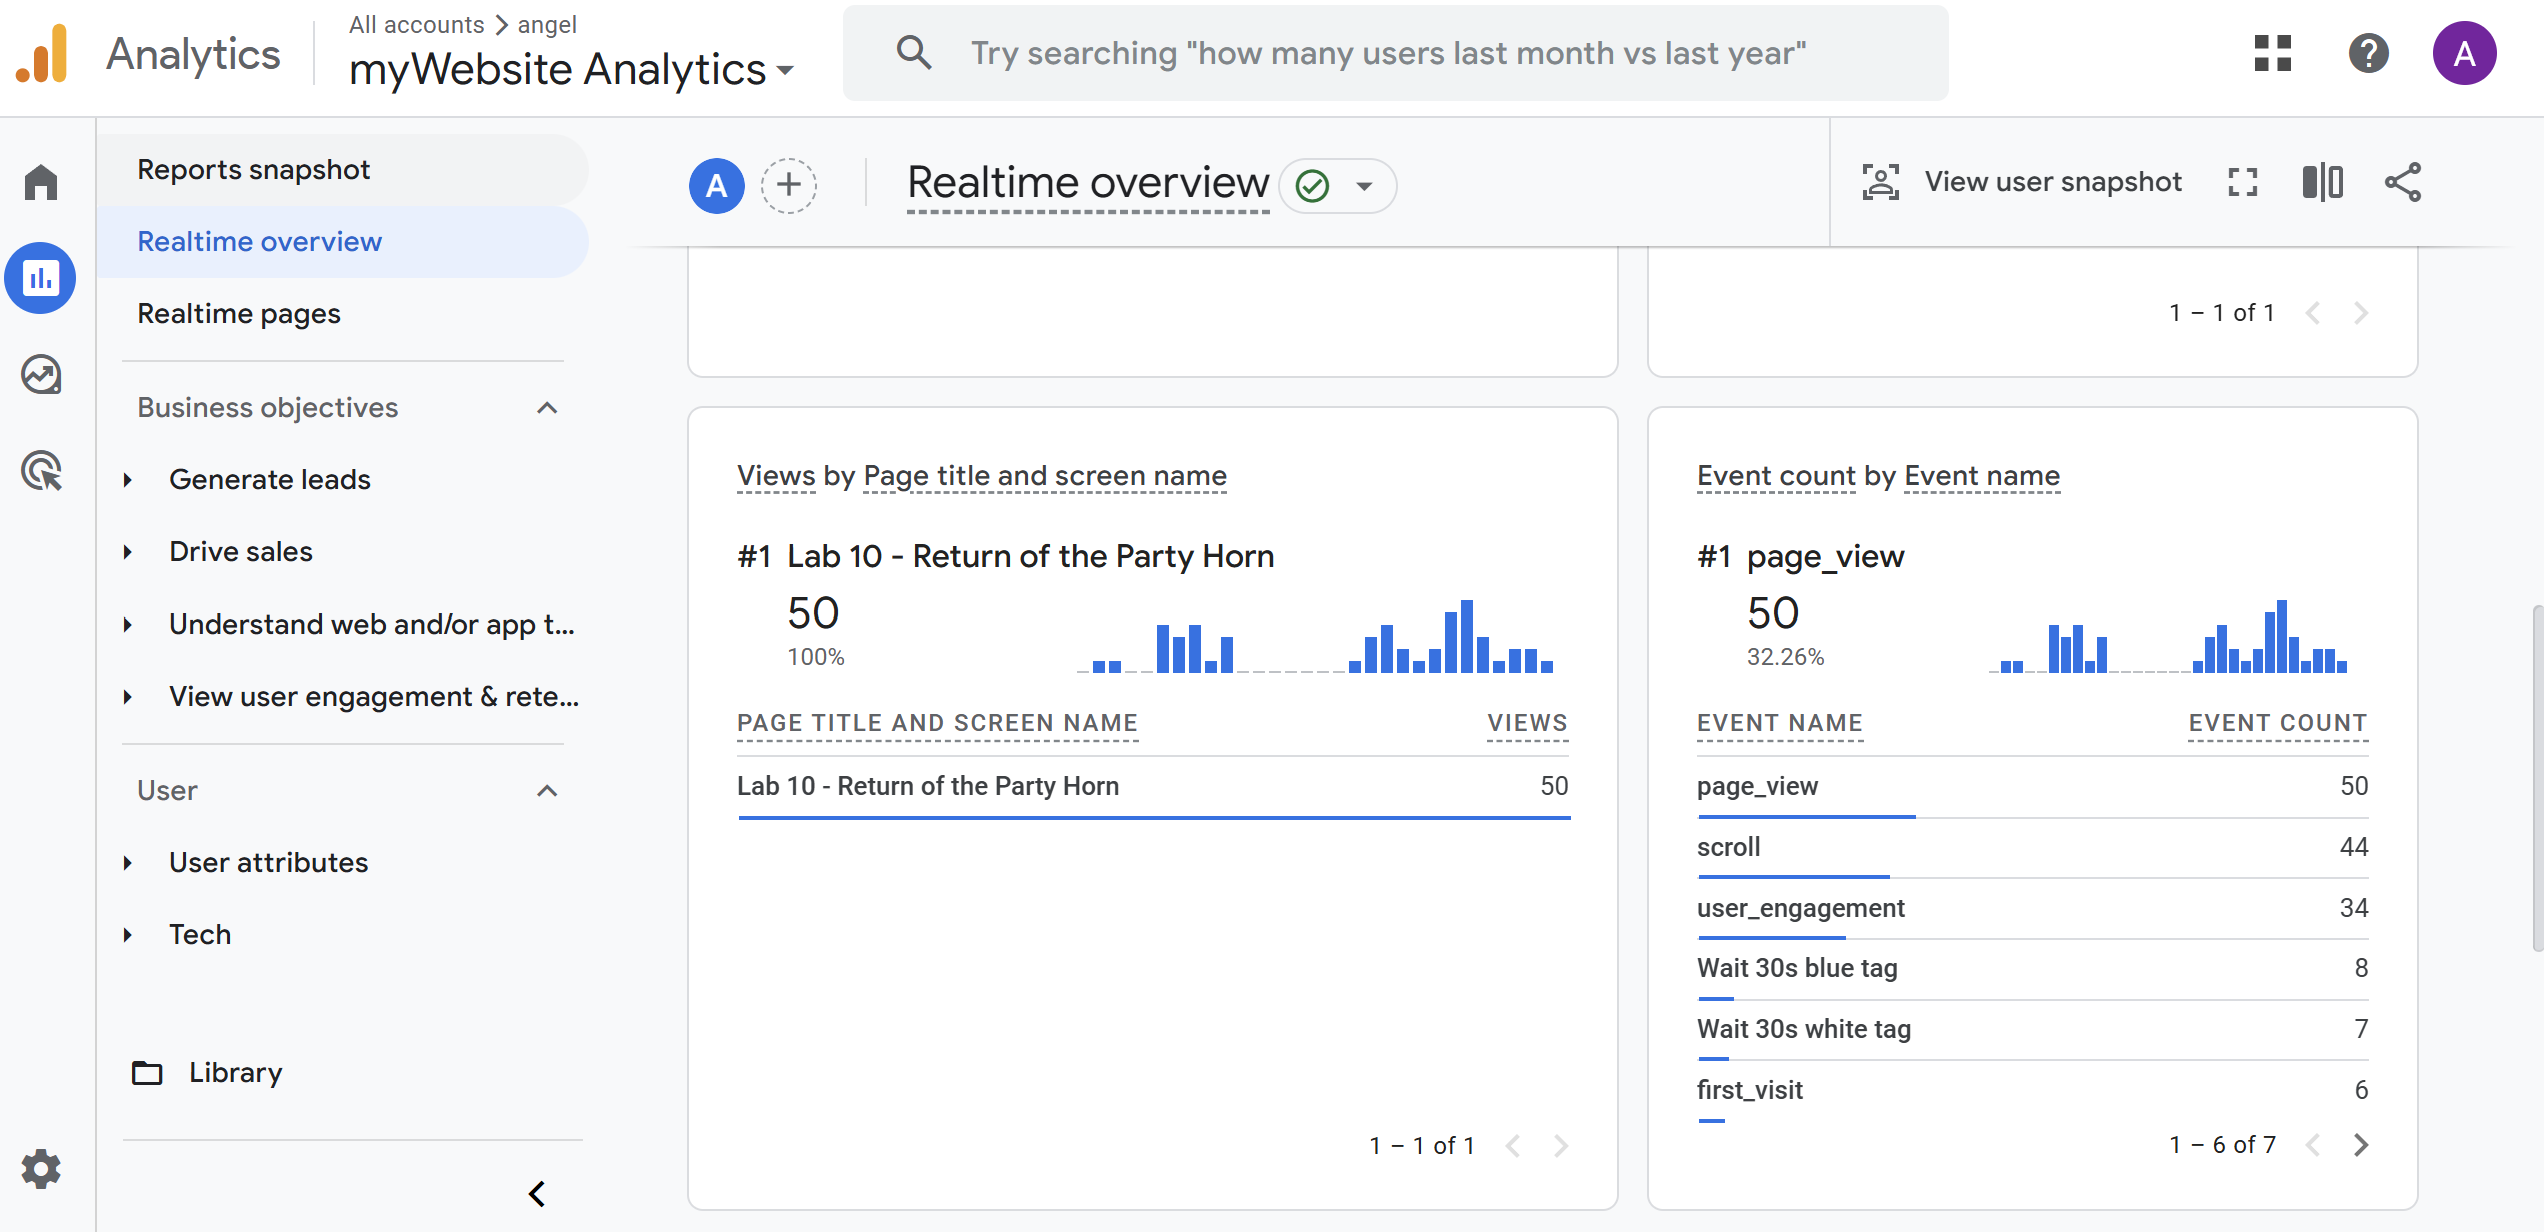 Analytics
All accounts > angel
myWebsite Analytics
Try searching "how many users last month vs last year"
A
Reports snapshot
Realtime overview
Realtime pages
Business objectives
Generate leads
Drive sales
Understand web and/or app t...
View user engagement & rete...
User
User attributes
Tech
Library
A
Realtime overview
View user snapshot
1 – 1 of 1
Views by Page title and screen name
#1 Lab 10 - Return of the Party Horn
50
100%
PAGE TITLE AND SCREEN NAME VIEWS
Lab 10 - Return of the Party Horn 50
1 – 1 of 1
Event count by Event name
#1 page_view
50
32.26%
EVENT NAME EVENT COUNT
page_view 50
scroll 44
user_engagement 34
Wait 30s blue tag 8
Wait 30s white tag 7
first_visit 6
1 – 6 of 7